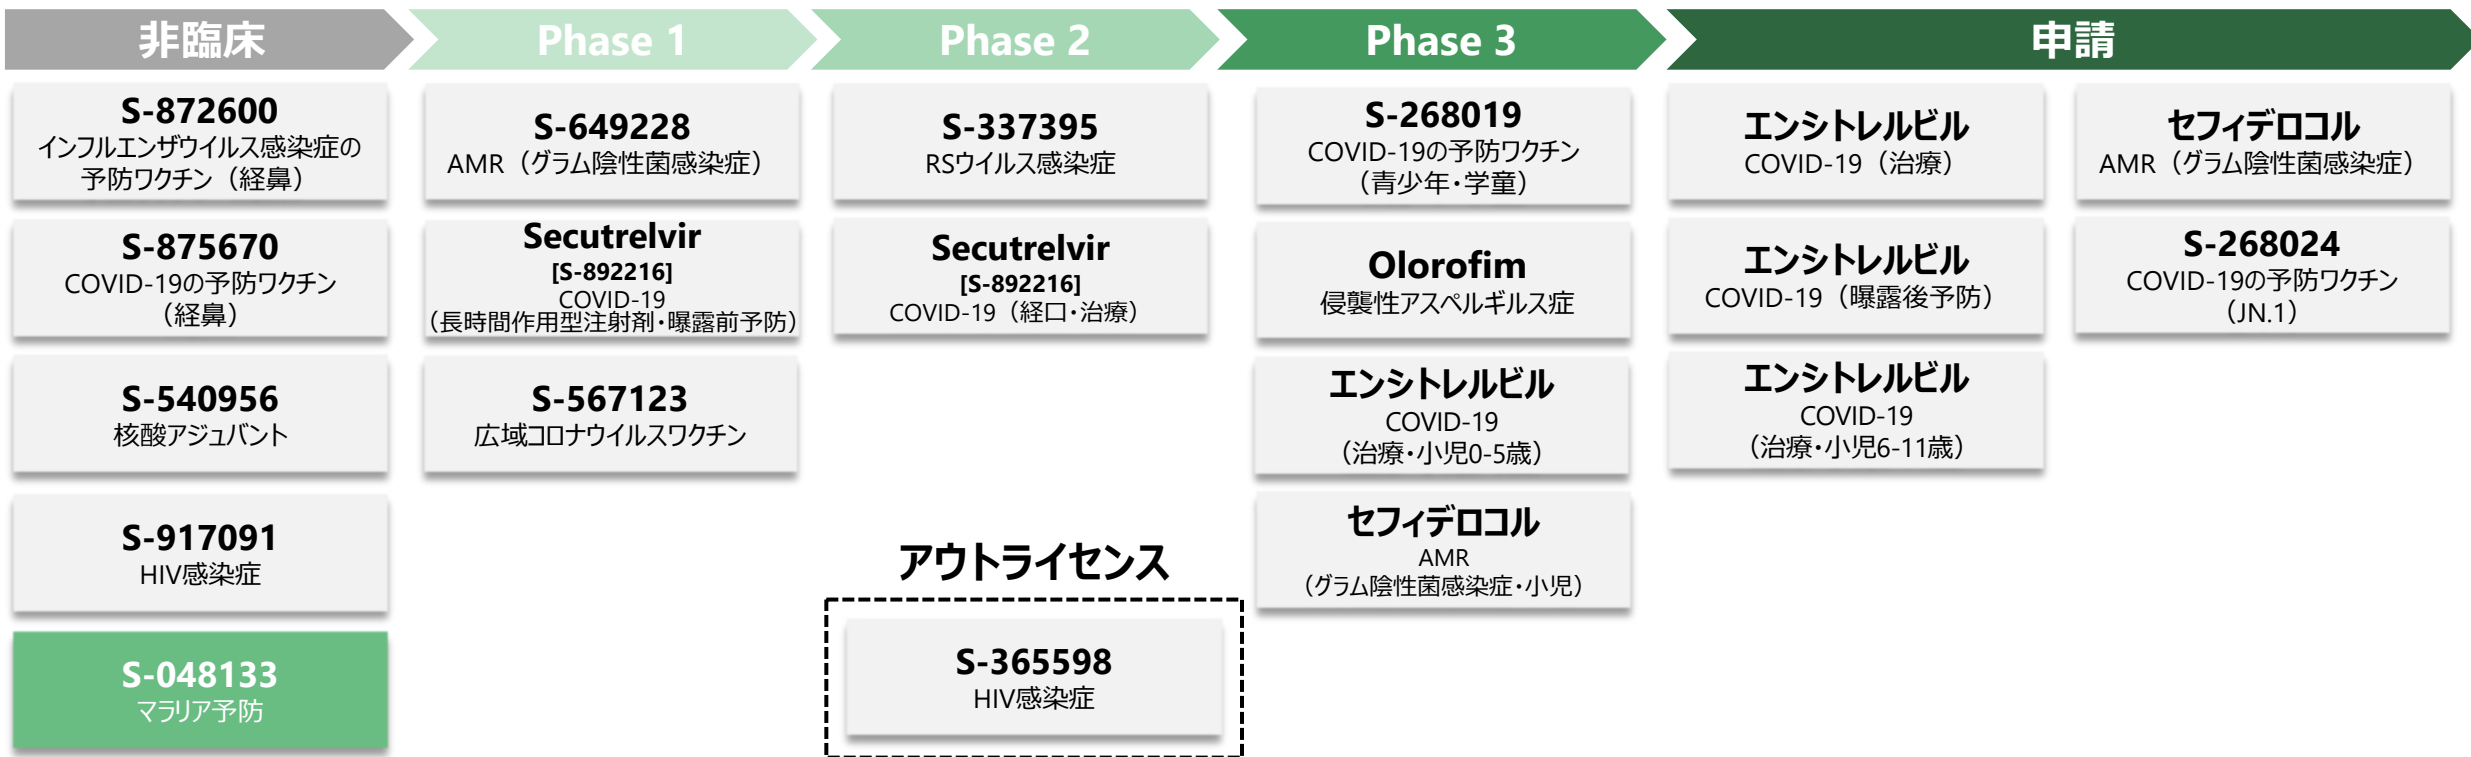 非臨床
Phase 1
Phase 2
Phase 3
申請
S-872600
インフルエンザウイルス感染症の
予防ワクチン（経鼻）
S-875670
COVID-19の予防ワクチン
（経鼻）
S-540956
核酸アジュバント
S-917091
HIV感染症
S-048133
マラリア予防
S-649228
AMR（グラム陰性菌感染症）
Secutrelvir
[S-892216]
COVID-19
（長時間作用型注射剤・曝露前予防）
S-567123
広域コロナウイルスワクチン
S-337395
RSウイルス感染症
Secutrelvir
[S-892216]
COVID-19（経口・治療）
アウトライセンス
S-365598
HIV感染症
S-268019
COVID-19の予防ワクチン
（青少年・学童）
Olorofim
侵襲性アスペルギルス症
エンシトレルビル
COVID-19
（治療・小児0-5歳）
セフィデロコル
AMR
（グラム陰性菌感染症・小児）
エンシトレルビル
COVID-19（治療）
エンシトレルビル
COVID-19（曝露後予防）
エンシトレルビル
COVID-19
（治療・小児6-11歳）
セフィデロコル
AMR（グラム陰性菌感染症）
S-268024
COVID-19の予防ワクチン
（JN.1）